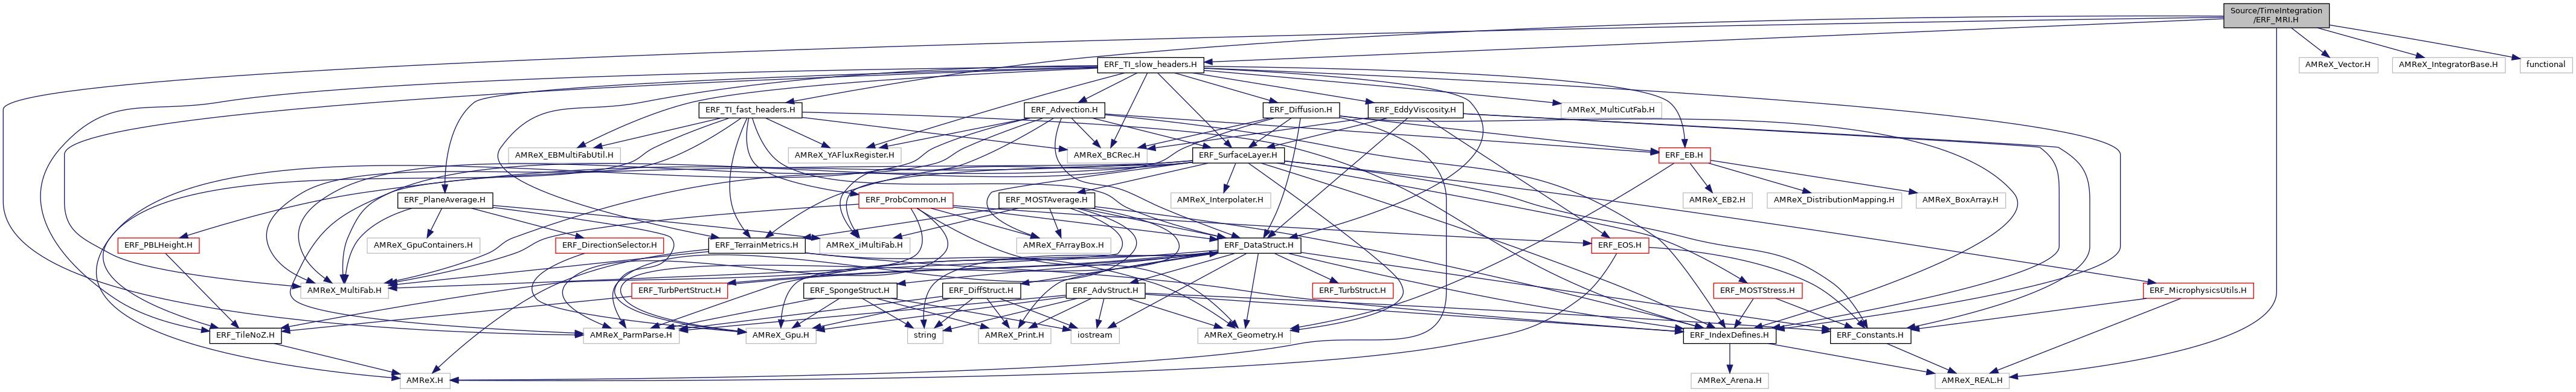 Source/TimeIntegration
/ERF_MRI.H
ERF_TI_slow_headers.H
AMReX_Vector.H
AMReX_IntegratorBase.H
functional
ERF_TI_fast_headers.H
ERF_Advection.H
ERF_Diffusion.H
ERF_EddyViscosity.H
AMReX_MultiCutFab.H
AMReX_EBMultiFabUtil.H
AMReX_YAFluxRegister.H
AMReX_BCRec.H
ERF_SurfaceLayer.H
ERF_EB.H
ERF_PlaneAverage.H
ERF_ProbCommon.H
ERF_MOSTAverage.H
AMReX_Interpolater.H
AMReX_EB2.H
AMReX_DistributionMapping.H
AMReX_BoxArray.H
ERF_PBLHeight.H
AMReX_GpuContainers.H
ERF_DirectionSelector.H
ERF_TerrainMetrics.H
AMReX_iMultiFab.H
AMReX_FArrayBox.H
ERF_DataStruct.H
ERF_EOS.H
AMReX_MultiFab.H
ERF_TurbPertStruct.H
ERF_SpongeStruct.H
ERF_DiffStruct.H
ERF_AdvStruct.H
ERF_TurbStruct.H
ERF_MOSTStress.H
ERF_MicrophysicsUtils.H
ERF_TileNoZ.H
AMReX_ParmParse.H
AMReX_Gpu.H
string
AMReX_Print.H
iostream
AMReX_Geometry.H
ERF_IndexDefines.H
ERF_Constants.H
AMReX.H
AMReX_Arena.H
AMReX_REAL.H